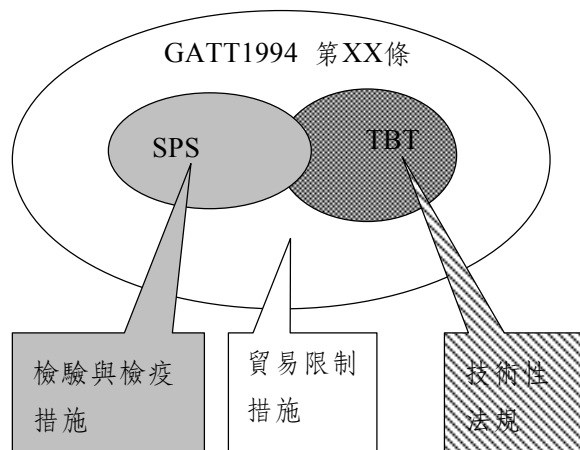 GATT1994 第XX條
SPS
TBT
檢驗與檢疫
措施
貿易限制
措施
技術性
法規